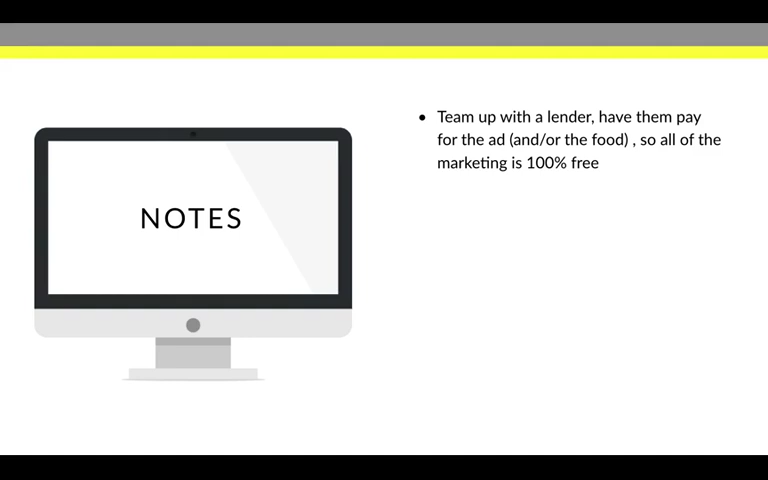 NOTES
• Team up with a lender, have them pay
for the ad (and/or the food) , so all of the
marketing is 100% free